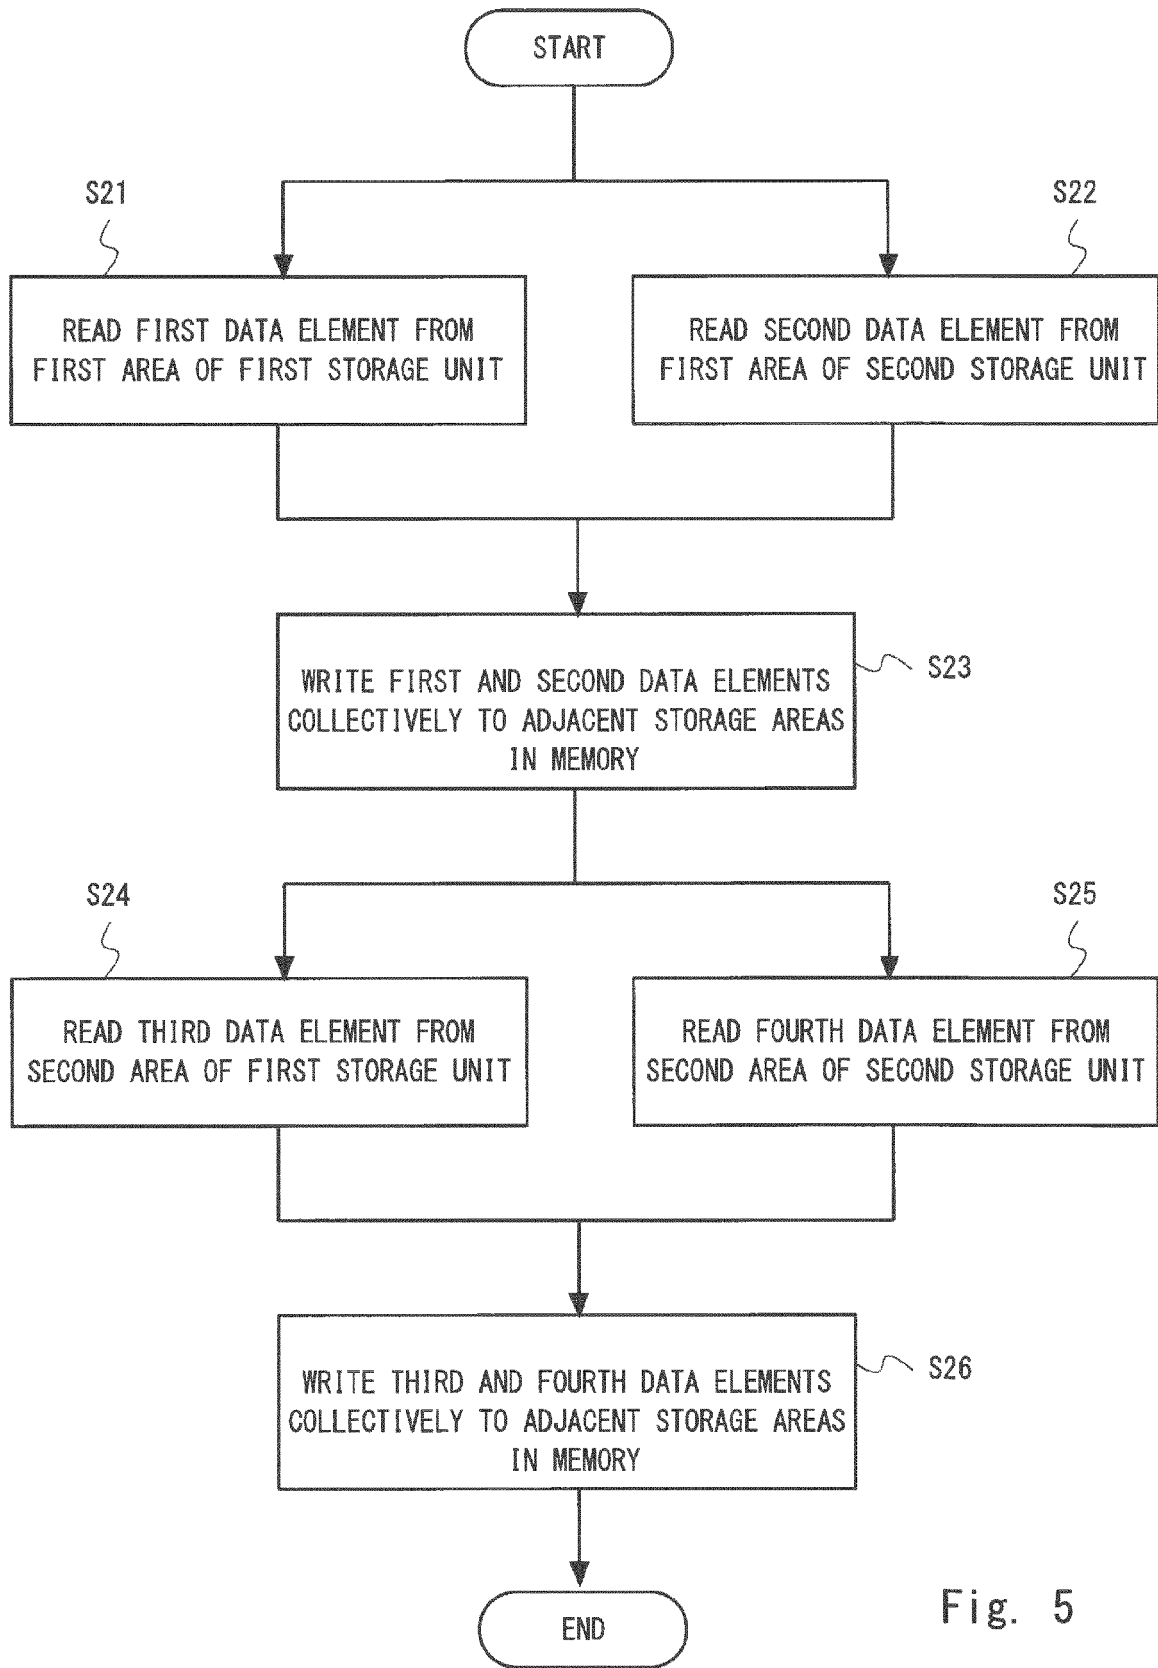 START
S21
S22
READ FIRST DATA ELEMENT FROM
FIRST AREA OF FIRST STORAGE UNIT
READ SECOND DATA ELEMENT FROM
FIRST AREA OF SECOND STORAGE UNIT
WRITE FIRST AND SECOND DATA ELEMENTS
COLLECTIVELY TO ADJACENT STORAGE AREAS
IN MEMORY
S23
S24
S25
READ THIRD DATA ELEMENT FROM
SECOND AREA OF FIRST STORAGE UNIT
READ FOURTH DATA ELEMENT FROM
SECOND AREA OF SECOND STORAGE UNIT
WRITE THIRD AND FOURTH DATA ELEMENTS
COLLECTIVELY TO ADJACENT STORAGE AREAS
IN MEMORY
S26
END
Fig. 5